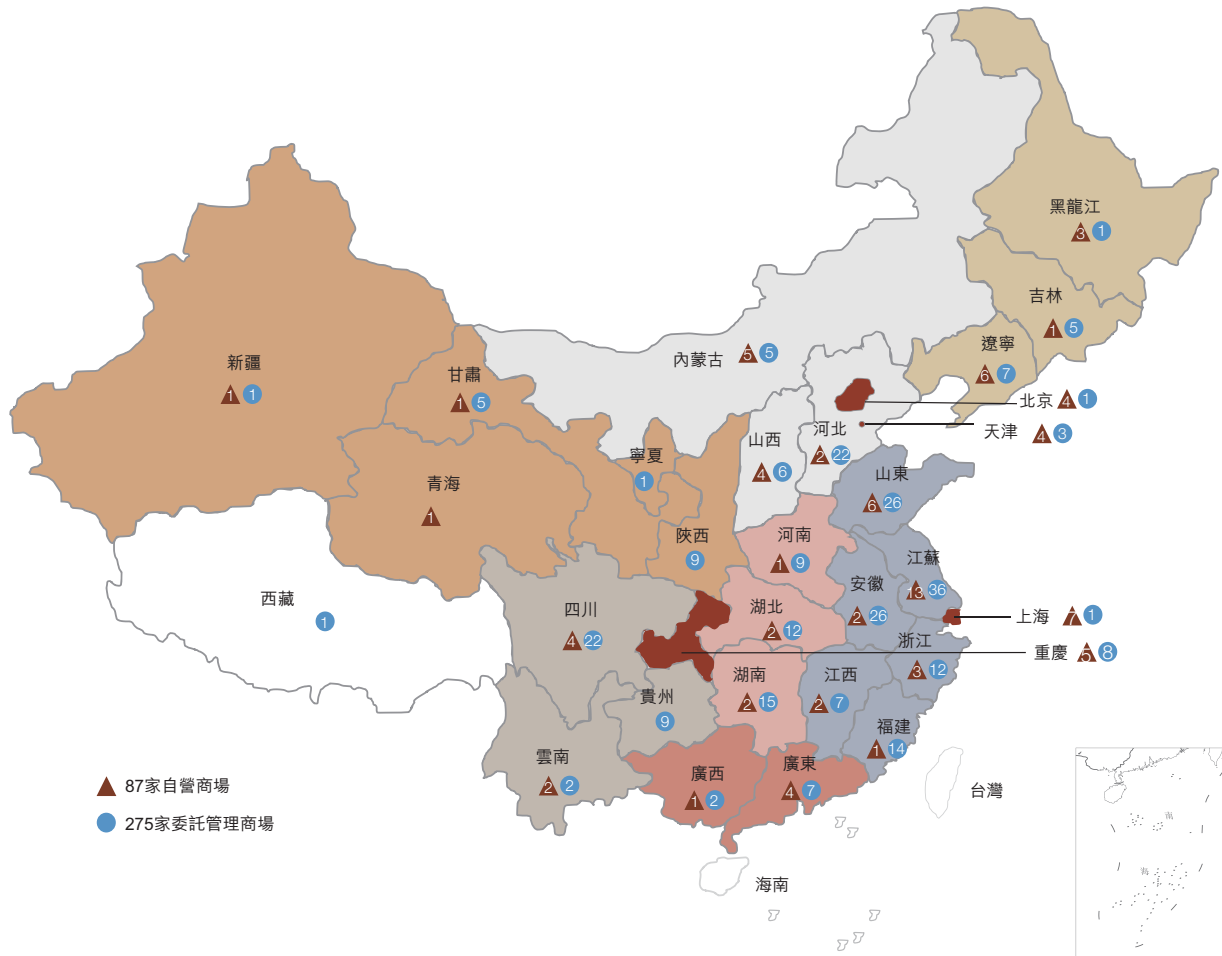 黑龍江
3 1
吉林
1 5
遼寧
6 7
內蒙古 5 5
新疆
1 1
甘肅
1 5
北京 4 1
天津 4 3
河北
2 22
山西
4 6
寧夏
1
青海
1
山東
6 26
陝西
9
河南
1 9
江蘇
13 36
安徽
2 26
西藏
1
四川
4 22
湖北
2 12
上海 7 1
浙江
3 12
重慶 5 8
湖南
2 15
江西
2 7
貴州
9
福建
1 14
雲南
2 2
廣西
1 2
廣東
4 7
台灣
海南
87家自營商場
275家委託管理商場
南
海